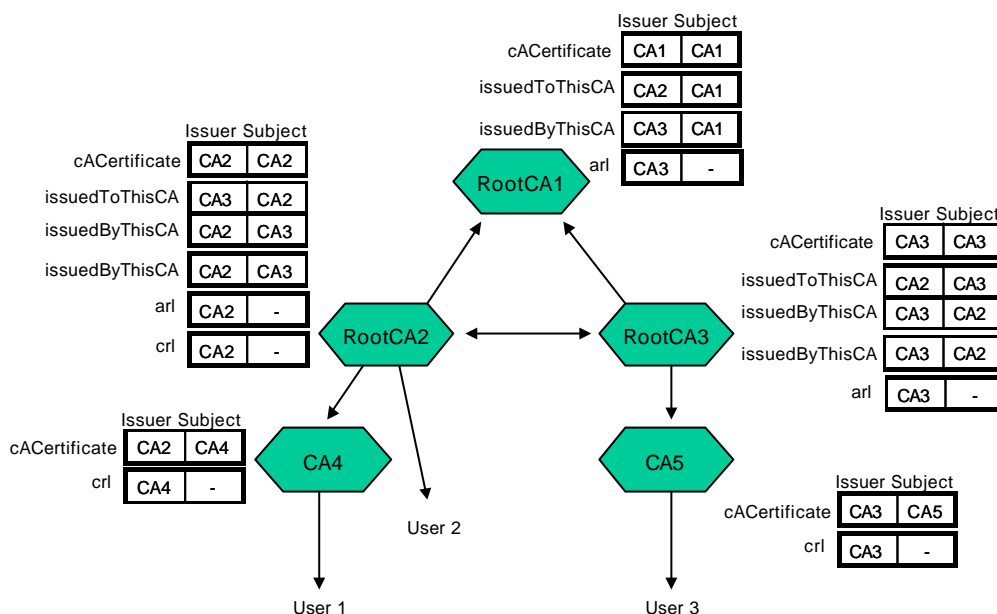 Issuer Subject
cACertificate CA1 CA1
issuedToThisCA CA2 CA1
issuedByThisCA CA3 CA1
arl CA3 -
RootCA1
Issuer Subject
cACertificate CA2 CA2
issuedToThisCA CA3 CA2
issuedByThisCA CA2 CA3
issuedByThisCA CA2 CA3
arl CA2 -
crl CA2 -
RootCA2
RootCA3
Issuer Subject
cACertificate CA3 CA3
issuedToThisCA CA2 CA3
issuedByThisCA CA3 CA2
issuedByThisCA CA3 CA2
arl CA3 -
Issuer Subject
cACertificate CA2 CA4
crl CA4 -
CA4
CA5
Issuer Subject
cACertificate CA3 CA5
crl CA3 -
User 2
User 1
User 3